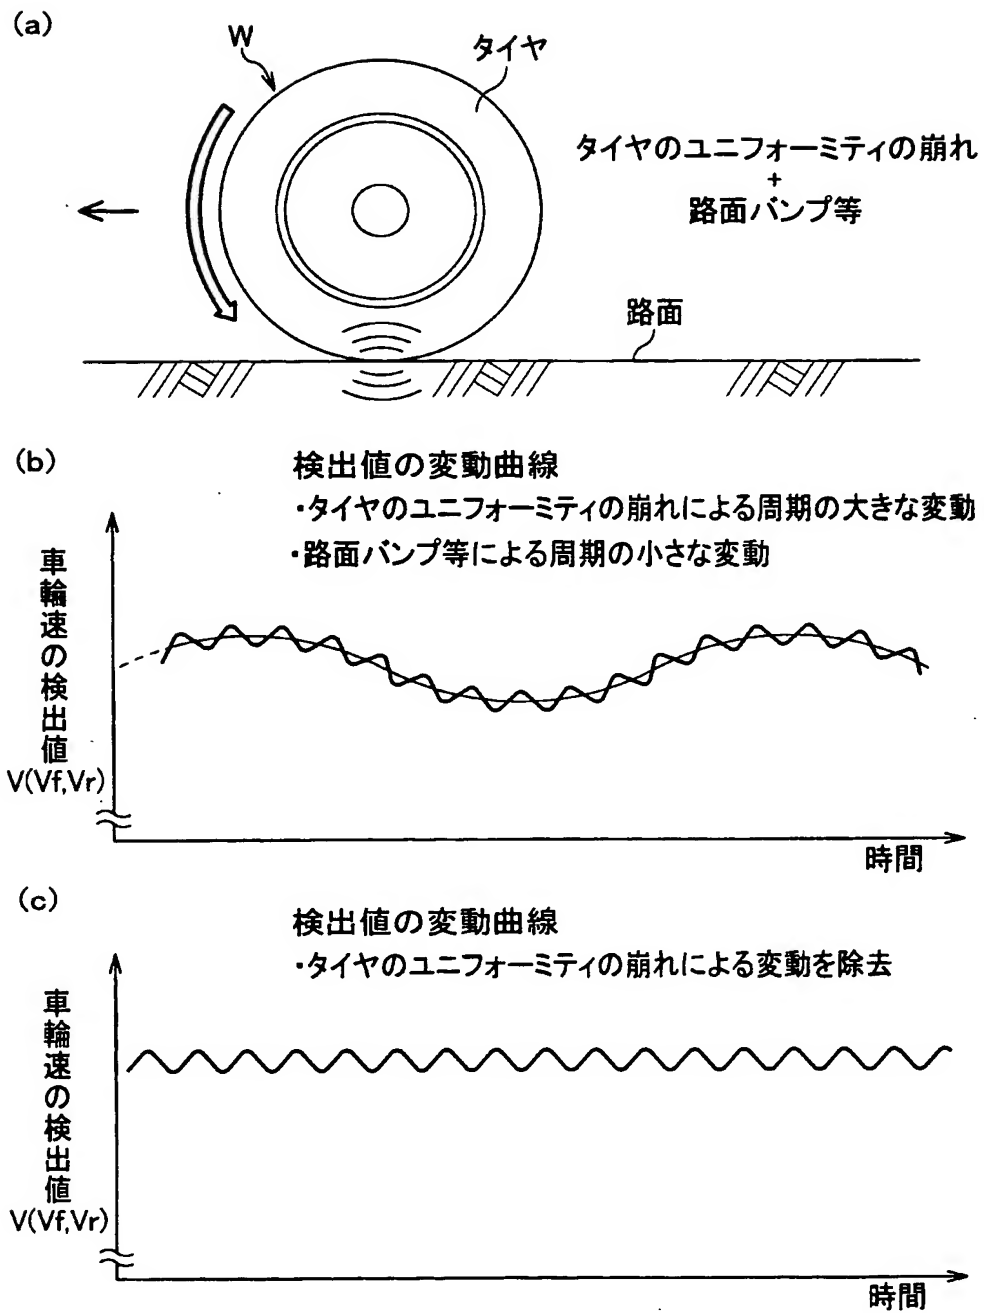 (a)
W
タイヤ
タイヤのユニフォーミティの崩れ
+
路面バンプ等
路面
(b)
検出値の変動曲線
・タイヤのユニフォーミティの崩れによる周期の大きな変動
・路面バンプ等による周期の小さな変動
車輪速の検出値
V(Vf,Vr)
時間
(c)
検出値の変動曲線
・タイヤのユニフォーミティの崩れによる変動を除去
車輪速の検出値
V(Vf,Vr)
時間